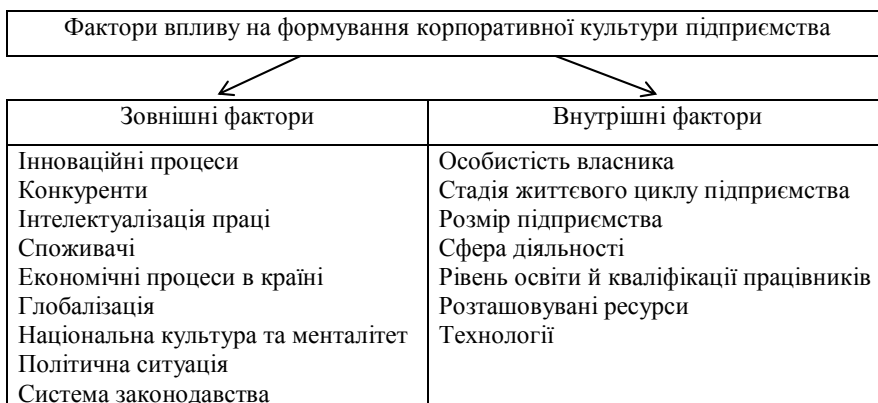 Фактори впливу на формування корпоративної культури підприємства
Зовнішні фактори
Інноваційні процеси
Конкуренти
Інтелектуалізація праці
Споживачі
Економічні процеси в країні
Глобалізація
Національна культура та менталітет
Політична ситуація
Система законодавства
Внутрішні фактори
Особистість власника
Стадія життєвого циклу підприємства
Розмір підприємства
Сфера діяльності
Рівень освіти й кваліфікації працівників
Розташовувані ресурси
Технології